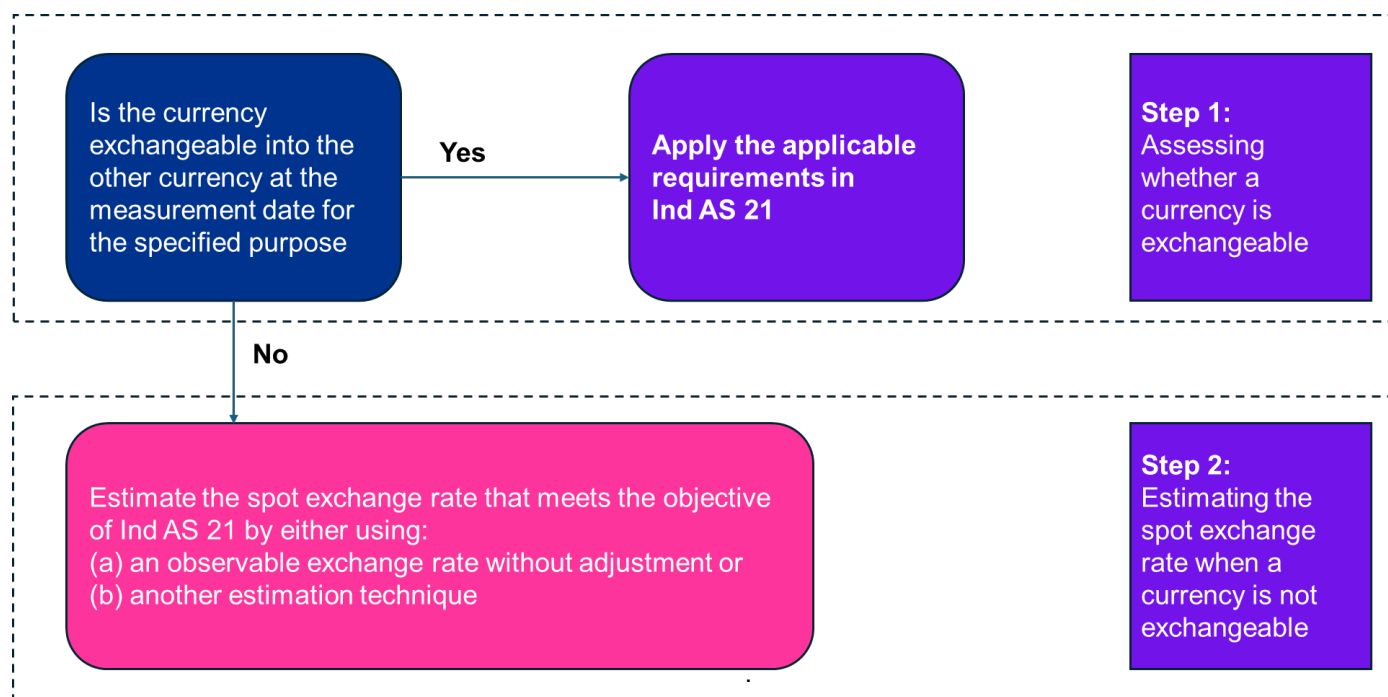 Is the currency
exchangeable into the
other currency at the
measurement date for
the specified purpose
Yes
Apply the applicable
requirements in
Ind AS 21
Step 1:
Assessing
whether a
currency is
exchangeable
No
Estimate the spot exchange rate that meets the objective
of Ind AS 21 by either using:
(a) an observable exchange rate without adjustment or
(b) another estimation technique
Step 2:
Estimating the
spot exchange
rate when a
currency is not
exchangeable
.